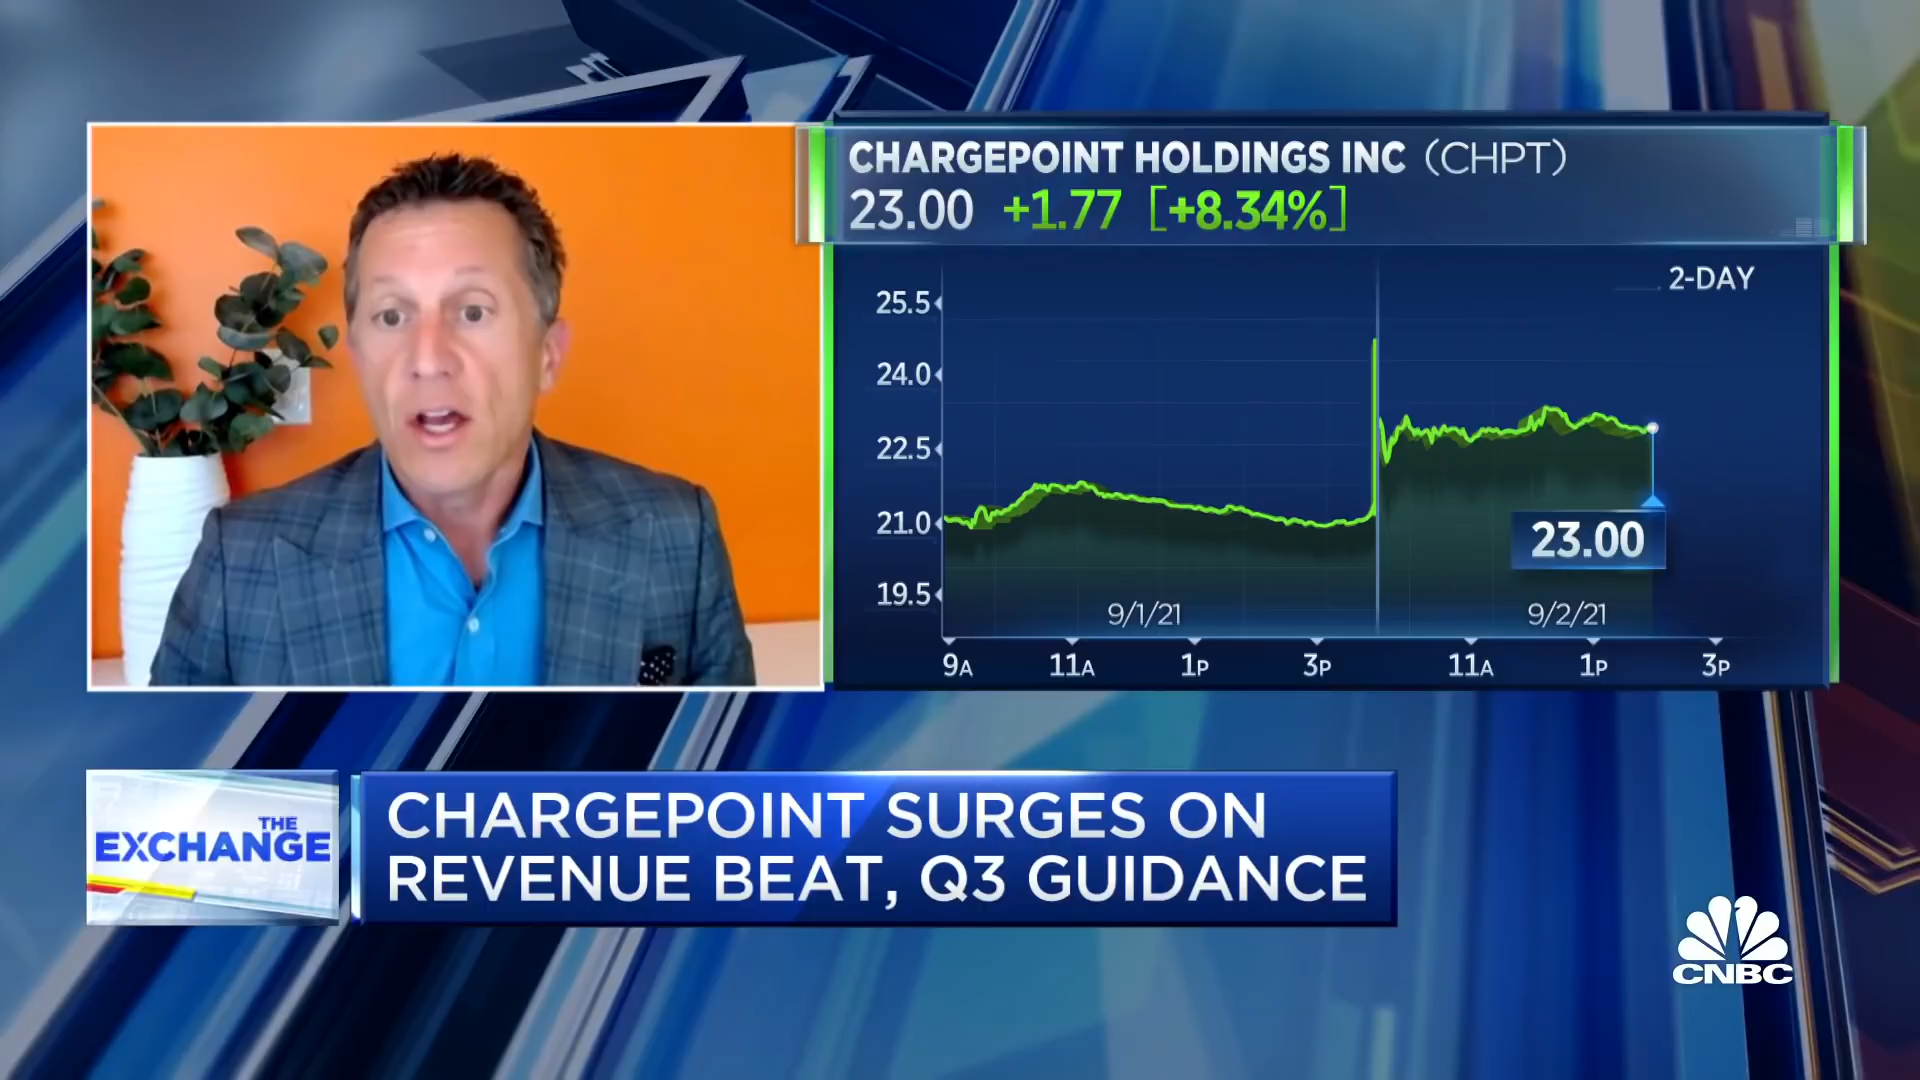 CHARGEPOINT HOLDINGS INC (CHPT)
23.00 +1.77 [+8.34%]
2-DAY
25.5
24.0
22.5
21.0
19.5
23.00
9/1/21 9/2/21
9A 11A 1P 3P 11A 1P 3P
THE
EXCHANGE
CHARGEPOINT SURGES ON
REVENUE BEAT, Q3 GUIDANCE
CNBC